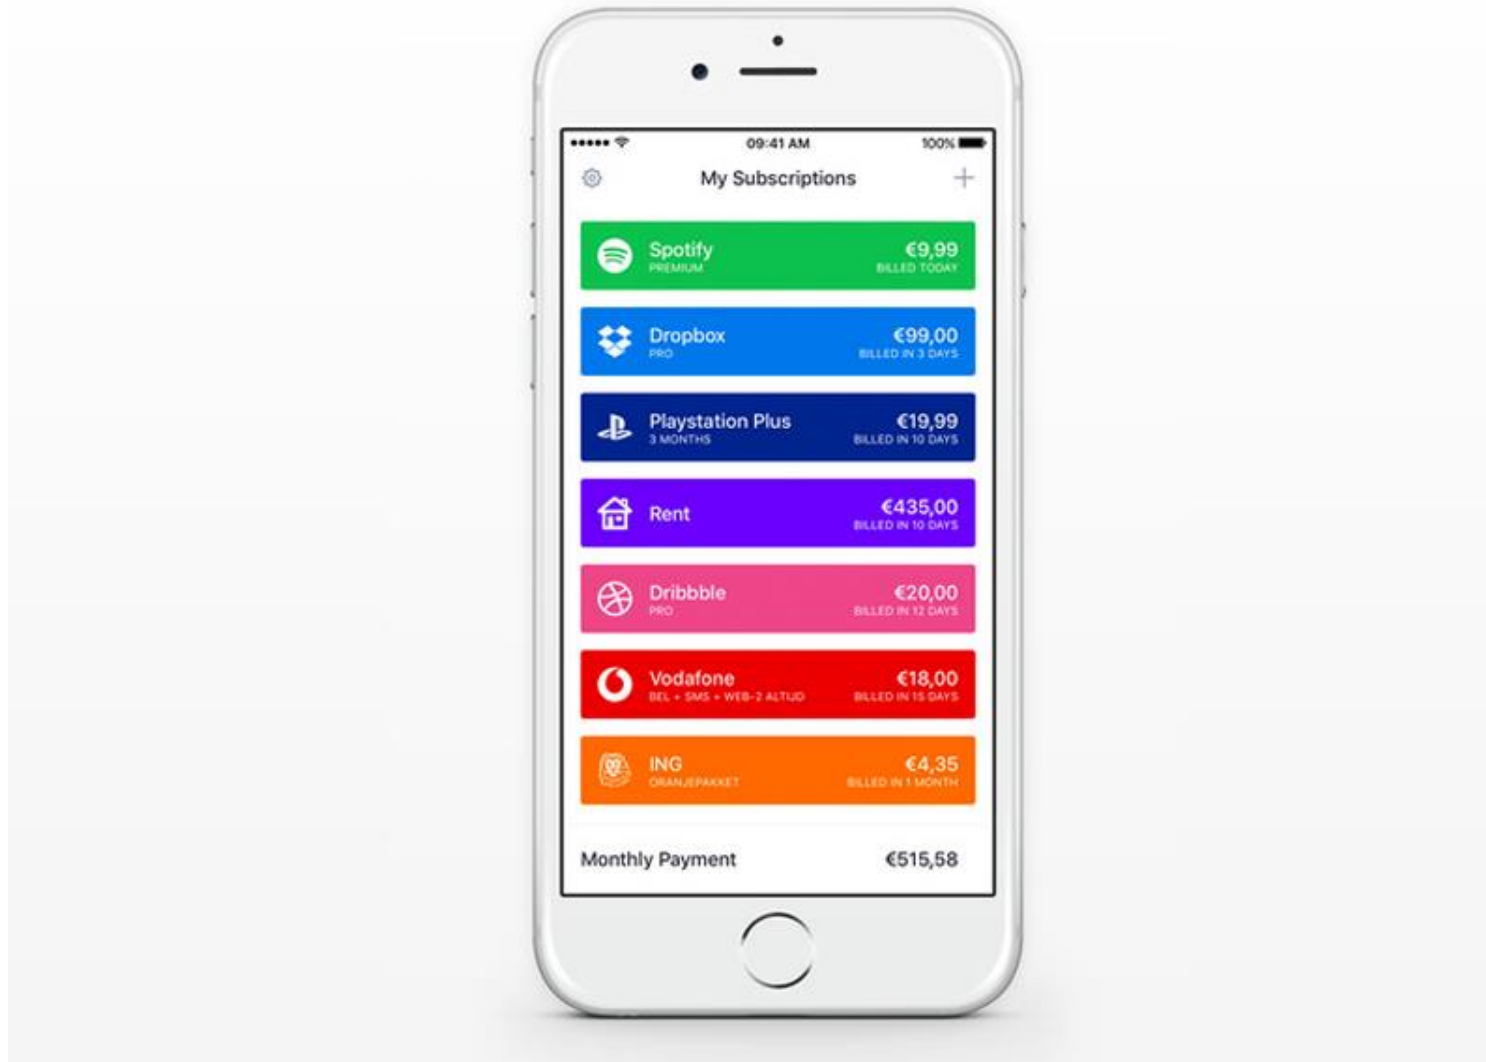 09:41 AM 100%
My Subscriptions
Spotify €9,99
PREMIUM BILLED TODAY
Dropbox €99,00
PRO BILLED IN 3 DAYS
Playstation Plus €19,99
3 MONTHS BILLED IN 10 DAYS
Rent €435,00
BILLED IN 10 DAYS
Dribbble €20,00
PRO BILLED IN 12 DAYS
Vodafone €18,00
BEL + SMS + WEB-2 ALTIJD BILLED IN 15 DAYS
ING €4,35
ORANJEPAKKET BILLED IN 1 MONTH
Monthly Payment €515,58